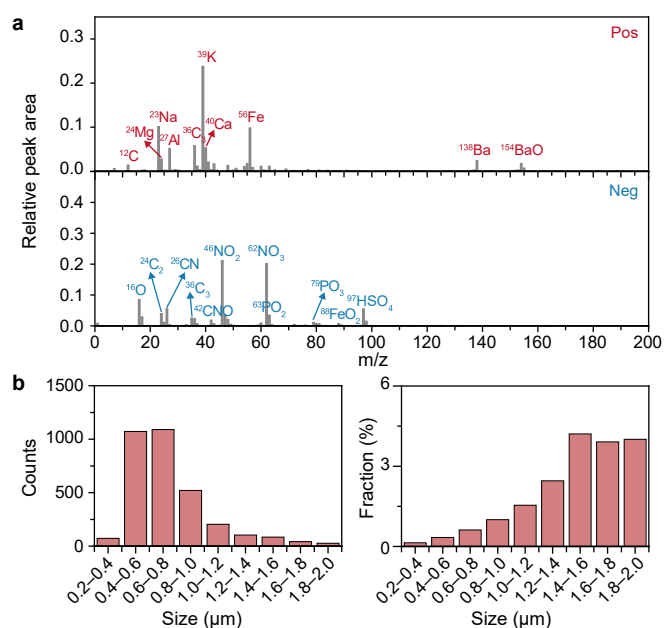 a
Relative peak area
Pos
0.3
0.2
0.1
0.0
¹²C
²⁴Mg
²³Na
²⁷Al
³⁶C₃
³⁹K
⁴⁰Ca
⁵⁶Fe
¹³⁸Ba
¹⁵⁴BaO
Neg
0.4
0.3
0.2
0.1
0.0
¹⁶O
²⁴C₂
²⁶CN
³⁶C₃
⁴²CNO
⁴⁶NO₂
⁶²NO₃
⁶³PO₂
⁷⁹PO₃
⁸⁸FeO₂
⁹⁷HSO₄
0 20 40 60 80 100 120 140 160 180 200
m/z
b
Counts
1500
1000
500
0
0.2–0.4 0.4–0.6 0.6–0.8 0.8–1.0 1.0–1.2 1.2–1.4 1.4–1.6 1.6–1.8 1.8–2.0
Size (μm)
Fraction (%)
6
3
0
0.2–0.4 0.4–0.6 0.6–0.8 0.8–1.0 1.0–1.2 1.2–1.4 1.4–1.6 1.6–1.8 1.8–2.0
Size (μm)